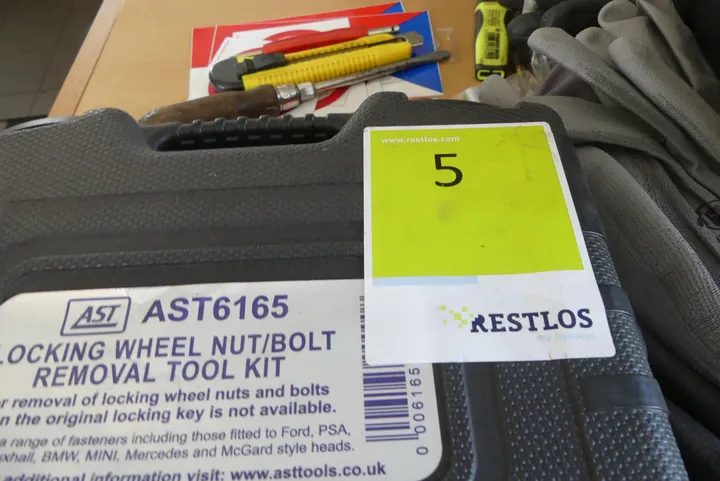 www.restlos.com
5
RESTLOS
AST AST6165
LOCKING WHEEL NUT/BOLT
REMOVAL TOOL KIT
r removal of locking wheel nuts and bolts
n the original locking key is not available.
a range of fasteners including those fitted to Ford, PSA,
uxhall, BMW, MINI, Mercedes and McGard style heads.
additional information visit: www.asttools.co.uk
0 006165